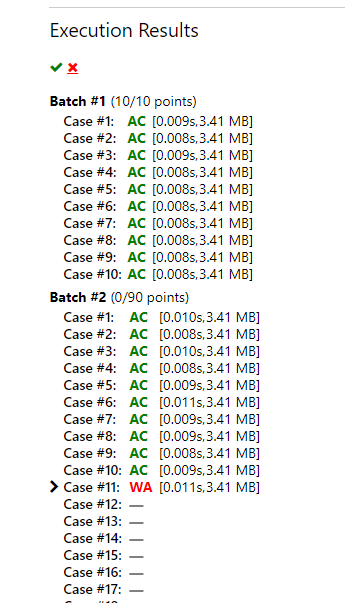 Execution Results
✔ ✖
Batch #1 (10/10 points)
Case #1: AC [0.009s,3.41 MB]
Case #2: AC [0.008s,3.41 MB]
Case #3: AC [0.009s,3.41 MB]
Case #4: AC [0.008s,3.41 MB]
Case #5: AC [0.008s,3.41 MB]
Case #6: AC [0.008s,3.41 MB]
Case #7: AC [0.008s,3.41 MB]
Case #8: AC [0.008s,3.41 MB]
Case #9: AC [0.008s,3.41 MB]
Case #10: AC [0.008s,3.41 MB]
Batch #2 (0/90 points)
Case #1: AC [0.010s,3.41 MB]
Case #2: AC [0.008s,3.41 MB]
Case #3: AC [0.010s,3.41 MB]
Case #4: AC [0.008s,3.41 MB]
Case #5: AC [0.009s,3.41 MB]
Case #6: AC [0.011s,3.41 MB]
Case #7: AC [0.009s,3.41 MB]
Case #8: AC [0.009s,3.41 MB]
Case #9: AC [0.008s,3.41 MB]
Case #10: AC [0.009s,3.41 MB]
Case #11: WA [0.011s,3.41 MB]
Case #12: —
Case #13: —
Case #14: —
Case #15: —
Case #16: —
Case #17: —